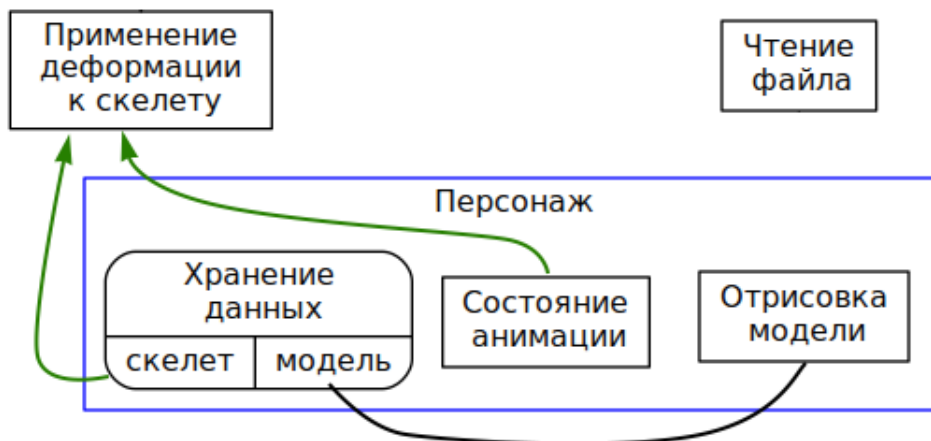 Применение
деформации
к скелету
Чтение
файла
Персонаж
Хранение
данных
скелет
модель
Состояние
анимации
Отрисовка
модели